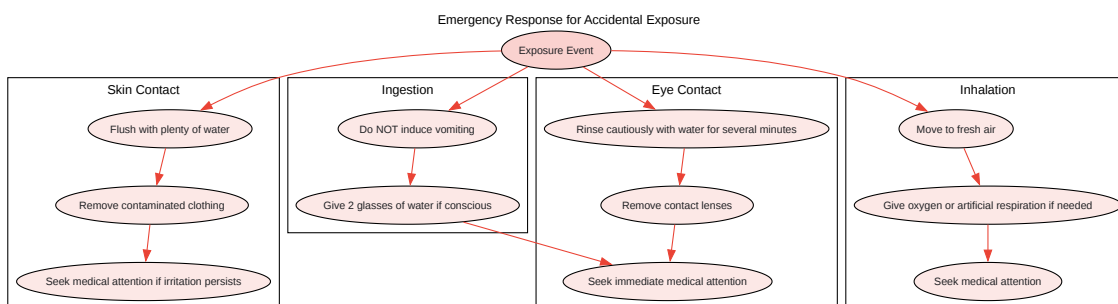 Emergency Response for Accidental Exposure
Exposure Event
Skin Contact
Flush with plenty of water
Remove contaminated clothing
Seek medical attention if irritation persists
Ingestion
Do NOT induce vomiting
Give 2 glasses of water if conscious
Eye Contact
Rinse cautiously with water for several minutes
Remove contact lenses
Seek immediate medical attention
Inhalation
Move to fresh air
Give oxygen or artificial respiration if needed
Seek medical attention